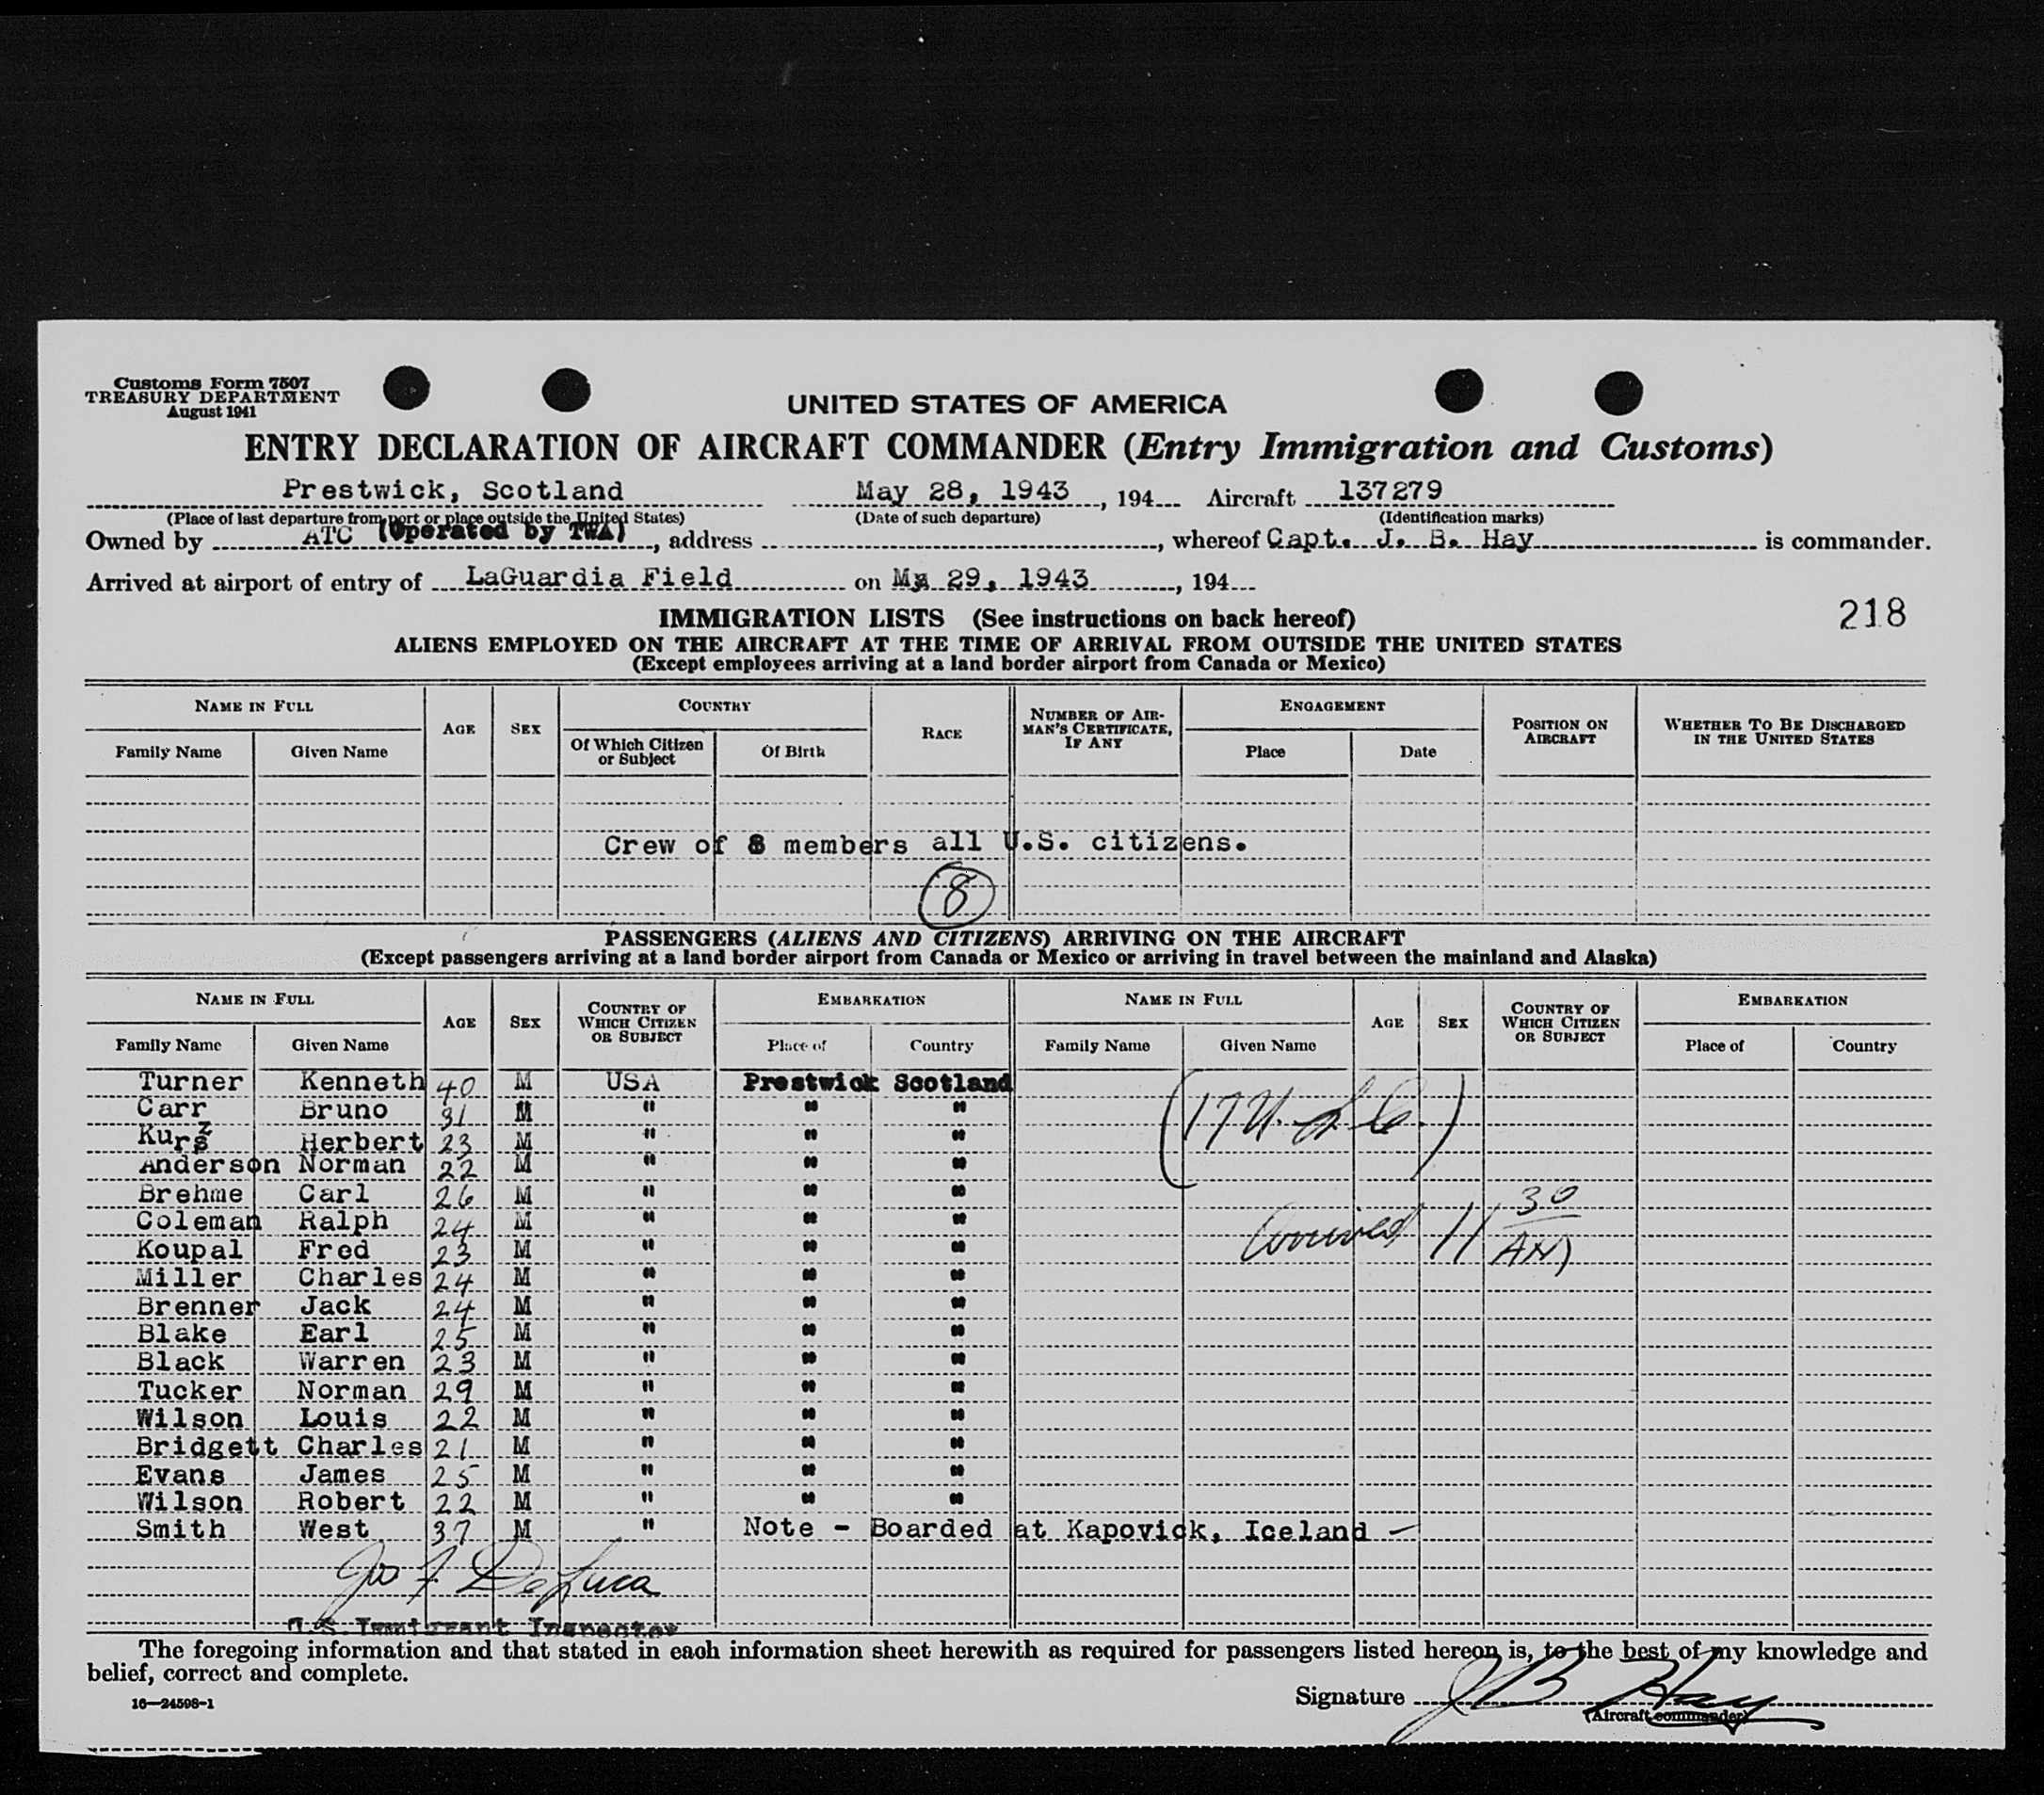 Customs Form 7507
TREASURY DEPARTMENT
August 1941
UNITED STATES OF AMERICA
ENTRY DECLARATION OF AIRCRAFT COMMANDER (Entry Immigration and Customs)
Prestwick, Scotland May 28, 1943, 194 Aircraft 137279
(Place of last departure from port or place outside the United States) (Date of such departure) (Identification marks)
Owned by ATC (Operated by TWA), address , whereof Capt. J. B. Hay is commander.
Arrived at airport of entry of LaGuardia Field on My 29, 1943, 194
IMMIGRATION LISTS (See instructions on back hereof) 218
ALIENS EMPLOYED ON THE AIRCRAFT AT THE TIME OF ARRIVAL FROM OUTSIDE THE UNITED STATES
(Except employees arriving at a land border airport from Canada or Mexico)
NAME IN FULL AGE SEX COUNTRY RACE NUMBER OF AIRMAN'S CERTIFICATE, IF ANY ENGAGEMENT POSITION ON AIRCRAFT WHETHER TO BE DISCHARGED IN THE UNITED STATES
Family Name Given Name Of Which Citizen or Subject Of Birth Place Date
Crew of 8 members all U.S. citizens.
8
PASSENGERS (ALIENS AND CITIZENS) ARRIVING ON THE AIRCRAFT
(Except passengers arriving at a land border airport from Canada or Mexico or arriving in travel between the mainland and Alaska)
NAME IN FULL AGE SEX COUNTRY OF WHICH CITIZEN OR SUBJECT EMBARKATION NAME IN FULL AGE SEX COUNTRY OF WHICH CITIZEN OR SUBJECT EMBARKATION
Family Name Given Name Place of Country Family Name Given Name Place of Country
Turner Kenneth 40 M USA Prestwick Scotland
Carr Bruno 31 M " " "
Kurz Herbert 23 M " " " (17 U.S.C.)
Anderson Norman 22 M " " "
Brehme Carl 26 M " " "
Coleman Ralph 24 M " " " Arrived 11 30 AM
Koupal Fred 23 M " " "
Miller Charles 24 M " " "
Brenner Jack 24 M " " "
Blake Earl 25 M " " "
Black Warren 23 M " " "
Tucker Norman 29 M " " "
Wilson Louis 22 M " " "
Bridgett Charles 21 M " " "
Evans James 25 M " " "
Wilson Robert 22 M " " "
Smith West 37 M " Note - Boarded at Kapovick, Iceland -
Jos F DeLuca
U.S. Immigrant Inspector
The foregoing information and that stated in each information sheet herewith as required for passengers listed hereon is, to the best of my knowledge and
belief, correct and complete.
16—24598-1
Signature J B Hay
(Aircraft commander)